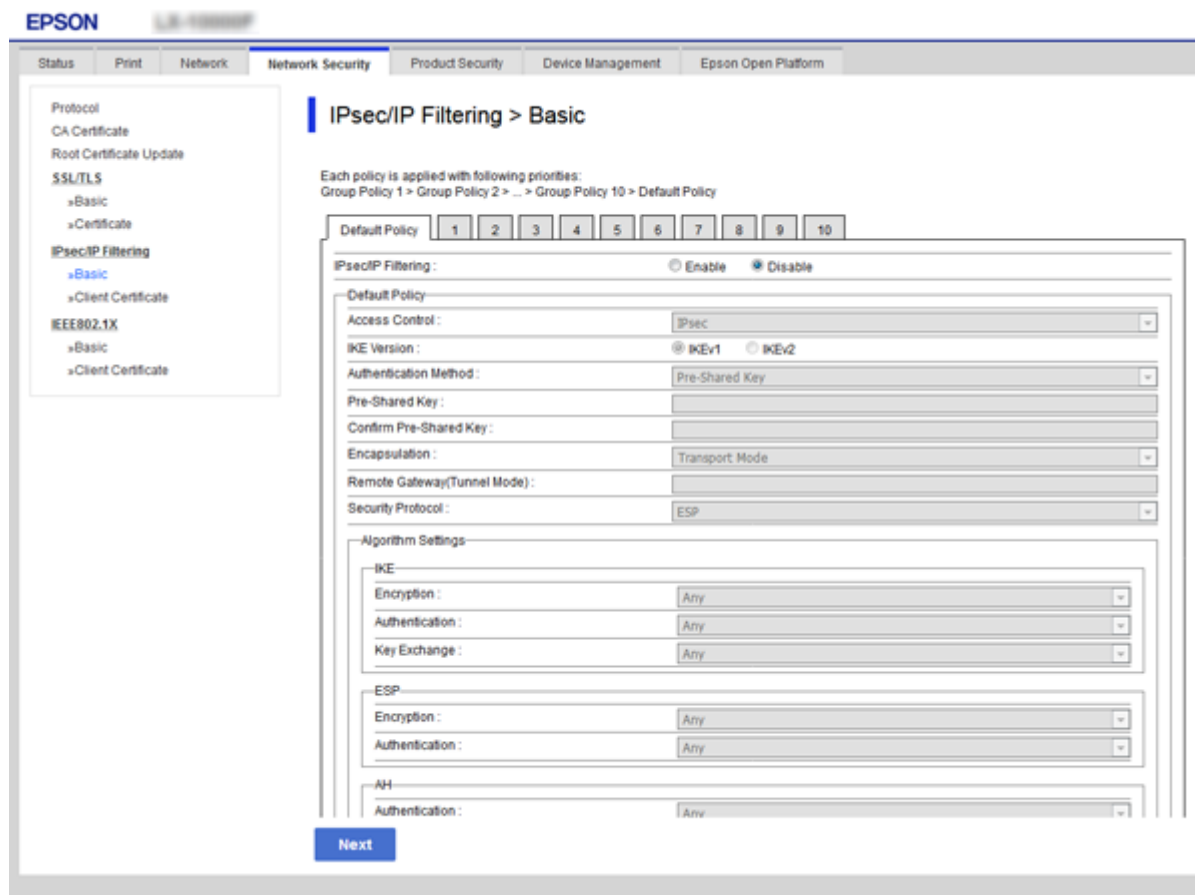 EPSON
Status Print Network Network Security Product Security Device Management Epson Open Platform
Protocol
CA Certificate
Root Certificate Update
SSL/TLS
»Basic
»Certificate
IPsec/IP Filtering
»Basic
»Client Certificate
IEEE802.1X
»Basic
»Client Certificate
IPsec/IP Filtering > Basic
Each policy is applied with following priorities:
Group Policy 1 > Group Policy 2 > ... > Group Policy 10 > Default Policy
Default Policy 1 2 3 4 5 6 7 8 9 10
IPsec/IP Filtering : Enable Disable
Default Policy
Access Control : IPsec
IKE Version : IKEv1 IKEv2
Authentication Method : Pre-Shared Key
Pre-Shared Key :
Confirm Pre-Shared Key :
Encapsulation : Transport Mode
Remote Gateway(Tunnel Mode) :
Security Protocol : ESP
Algorithm Settings
IKE
Encryption : Any
Authentication : Any
Key Exchange : Any
ESP
Encryption : Any
Authentication : Any
AH
Authentication : Any
Next